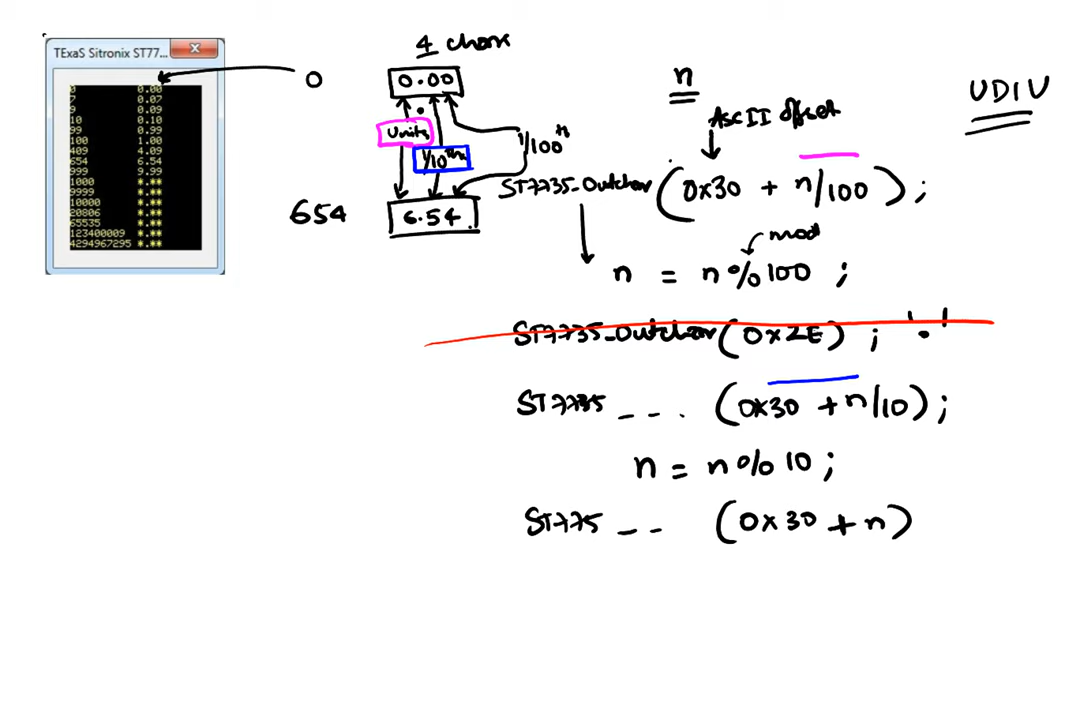 TExaS Sitronix ST77...
0 0.00
7 0.07
9 0.09
10 0.10
99 0.99
100 1.00
409 4.09
654 6.54
999 9.99
1000 *.**
9999 *.**
10000 *.**
20806 *.**
65535 *.**
123400009 *.**
4294967295 *.**
0
4 chars
0.00
Units
1/10ths
1/100th
654
6.54
n
UDIV
ASCII offset
ST7735_OutChar (0x30 + n/100) ;
mod
n = n%100 ;
ST7735_OutChar (0x2E) ; '.'
ST7735 _ _ . (0x30 + n/10) ;
n = n%10 ;
ST775 _ _ (0x30 + n)